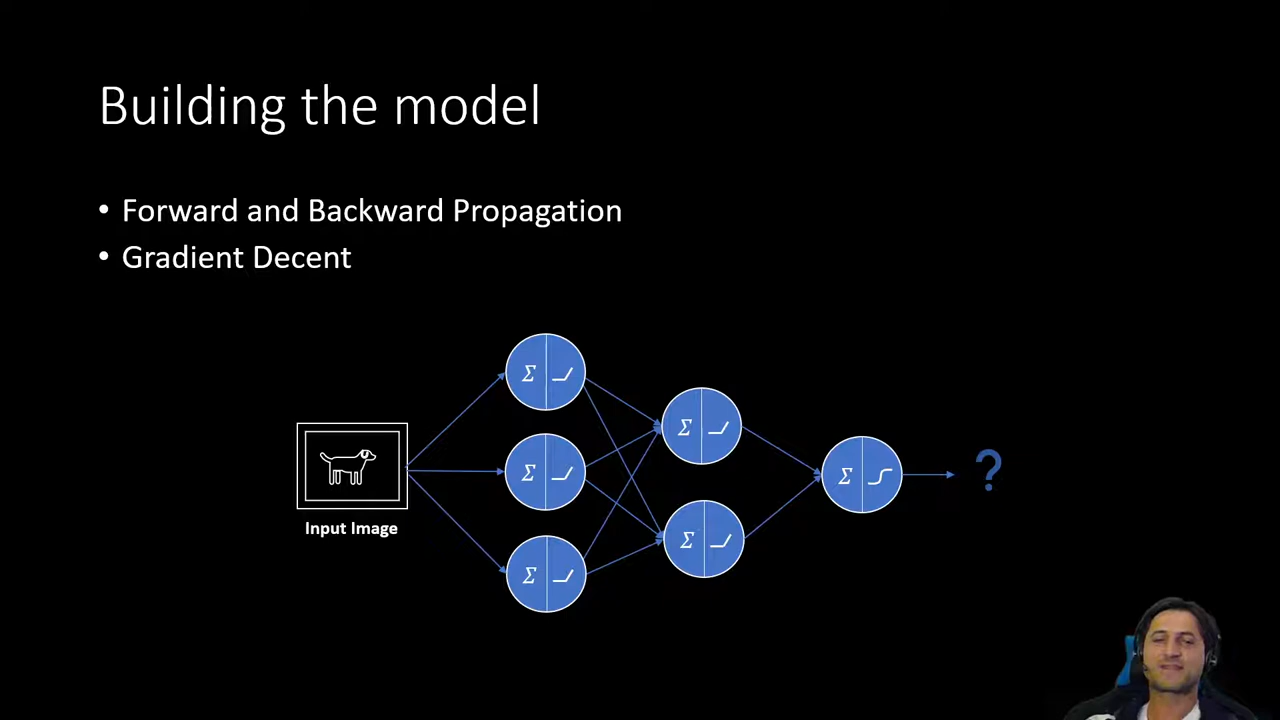 Building the model
• Forward and Backward Propagation
• Gradient Decent
Σ
Σ
Σ
Σ
Σ
Σ
?
Input Image